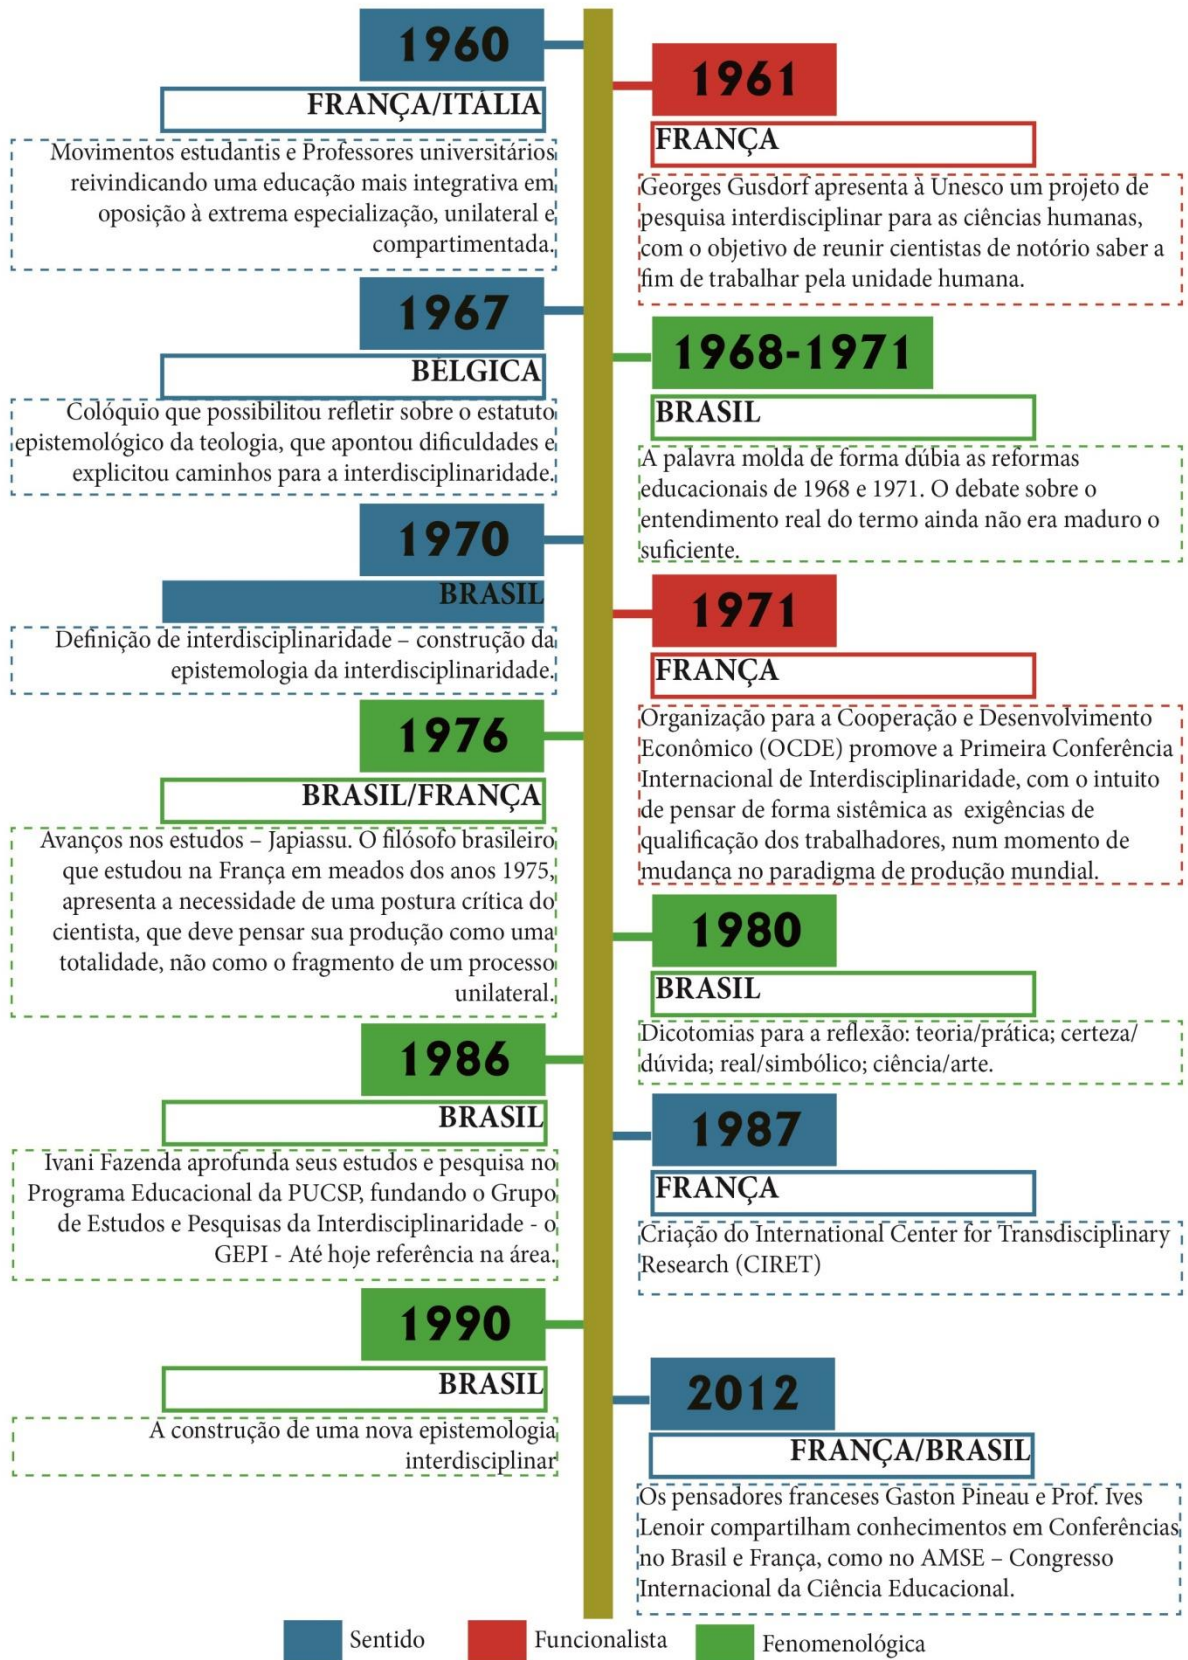 1960
FRANÇA/ITÁLIA
Movimentos estudantis e Professores universitários
reivindicando uma educação mais integrativa em
oposição à extrema especialização, unilateral e
compartimentada.
1961
FRANÇA
Georges Gusdorf apresenta à Unesco um projeto de
pesquisa interdisciplinar para as ciências humanas,
com o objetivo de reunir cientistas de notório saber a
fim de trabalhar pela unidade humana.
1967
BÉLGICA
Colóquio que possibilitou refletir sobre o estatuto
epistemológico da teologia, que apontou dificuldades e
explicitou caminhos para a interdisciplinaridade.
1968-1971
BRASIL
A palavra molda de forma dúbia as reformas
educacionais de 1968 e 1971. O debate sobre o
entendimento real do termo ainda não era maduro o
suficiente.
1970
BRASIL
Definição de interdisciplinaridade – construção da
epistemologia da interdisciplinaridade.
1971
FRANÇA
Organização para a Cooperação e Desenvolvimento
Econômico (OCDE) promove a Primeira Conferência
Internacional de Interdisciplinaridade, com o intuito
de pensar de forma sistêmica as exigências de
qualificação dos trabalhadores, num momento de
mudança no paradigma de produção mundial.
1976
BRASIL/FRANÇA
Avanços nos estudos – Japiassu. O filósofo brasileiro
que estudou na França em meados dos anos 1975,
apresenta a necessidade de uma postura crítica do
cientista, que deve pensar sua produção como uma
totalidade, não como o fragmento de um processo
unilateral.
1980
BRASIL
Dicotomias para a reflexão: teoria/prática; certeza/
dúvida; real/simbólico; ciência/arte.
1986
BRASIL
Ivani Fazenda aprofunda seus estudos e pesquisa no
Programa Educacional da PUCSP, fundando o Grupo
de Estudos e Pesquisas da Interdisciplinaridade - o
GEPI - Até hoje referência na área.
1987
FRANÇA
Criação do International Center for Transdisciplinary
Research (CIRET)
1990
BRASIL
A construção de uma nova epistemologia
interdisciplinar
2012
FRANÇA/BRASIL
Os pensadores franceses Gaston Pineau e Prof. Ives
Lenoir compartilham conhecimentos em Conferências
no Brasil e França, como no AMSE – Congresso
Internacional da Ciência Educacional.
Sentido
Funcionalista
Fenomenológica